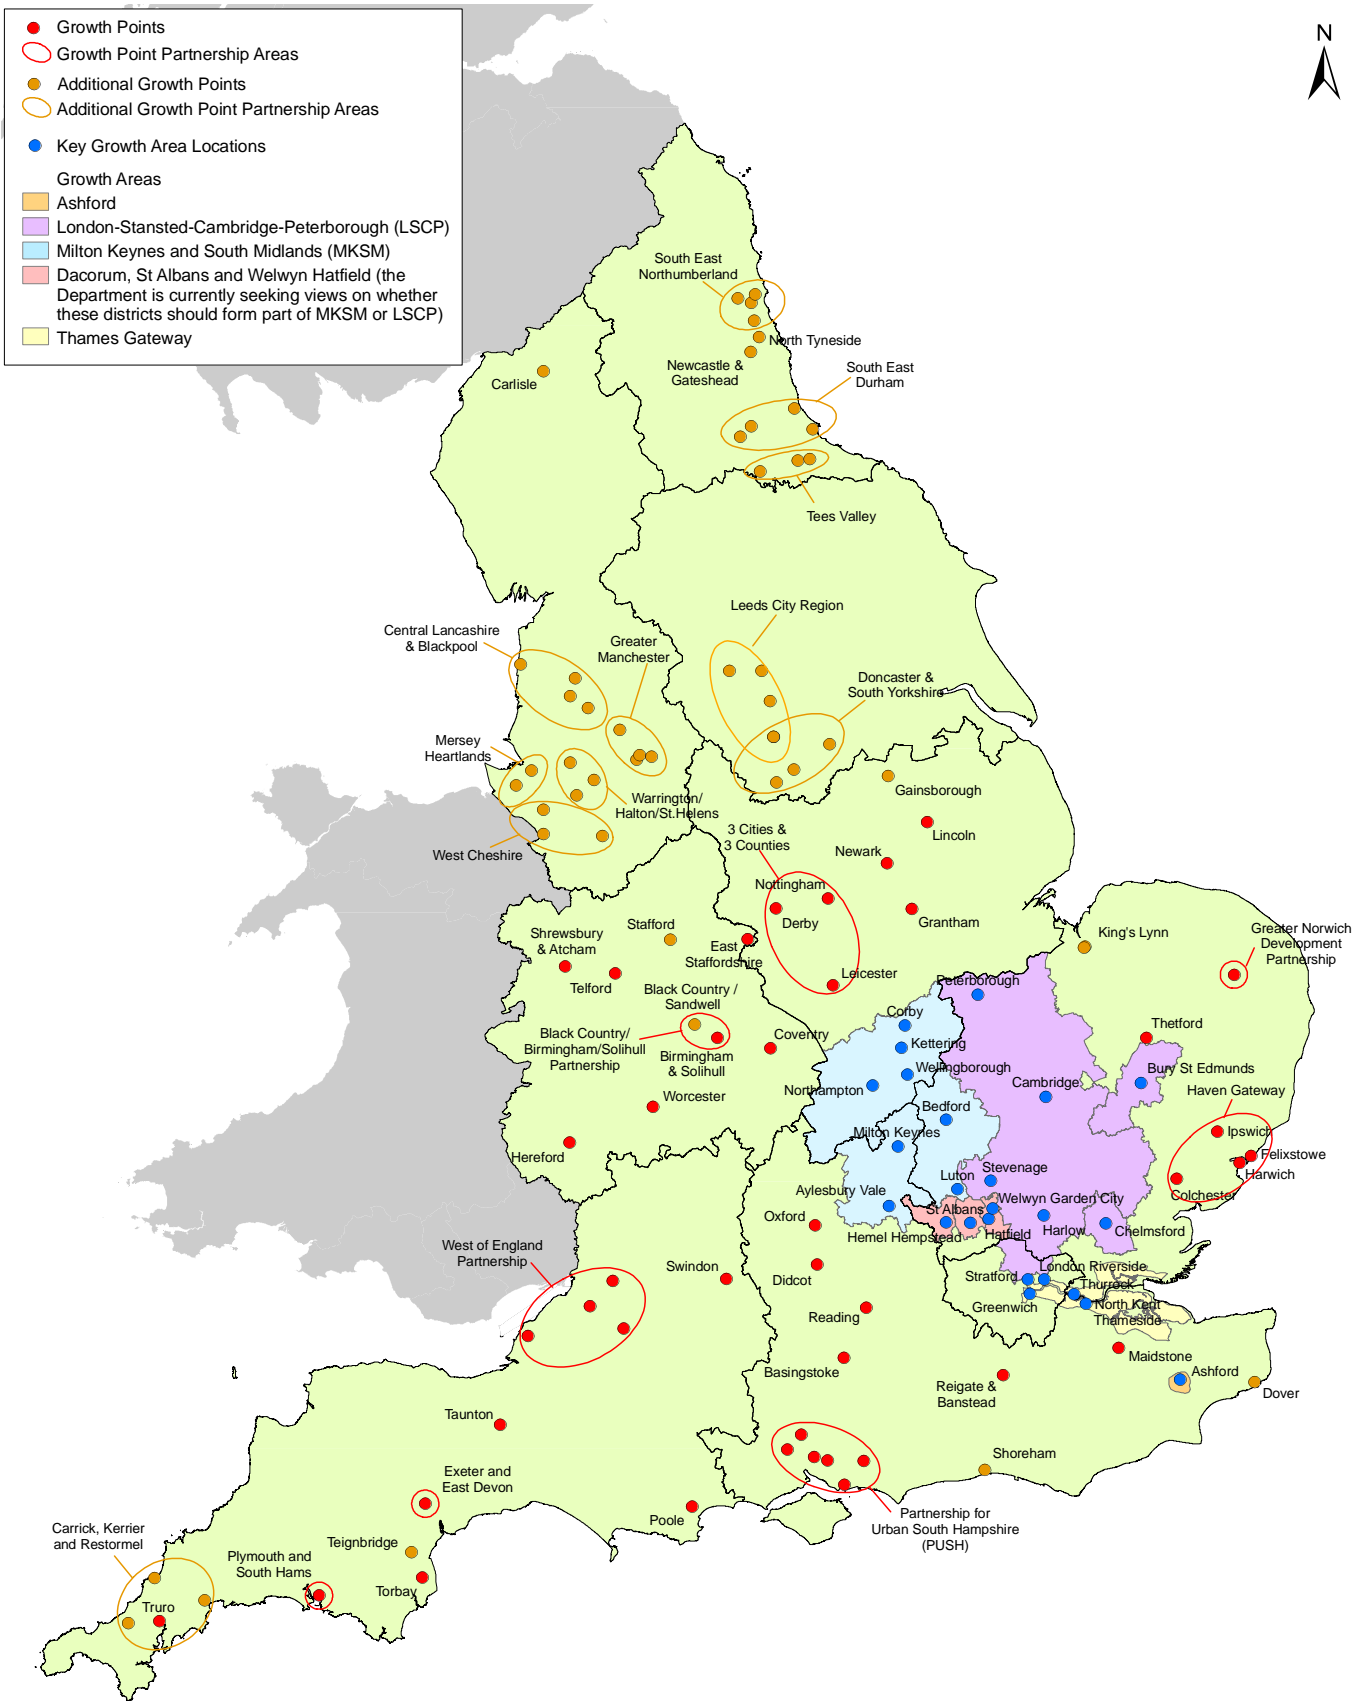 Growth Points
Growth Point Partnership Areas
Additional Growth Points
Additional Growth Point Partnership Areas
Key Growth Area Locations
Growth Areas
Ashford
London-Stansted-Cambridge-Peterborough (LSCP)
Milton Keynes and South Midlands (MKSM)
Dacorum, St Albans and Welwyn Hatfield (the
Department is currently seeking views on whether
these districts should form part of MKSM or LSCP)
Thames Gateway
N
South East
Northumberland
North Tyneside
Newcastle &
Gateshead
South East
Durham
Carlisle
Tees Valley
Leeds City Region
Central Lancashire
& Blackpool
Greater
Manchester
Doncaster &
South Yorkshire
Mersey
Heartlands
Gainsborough
Warrington/
Halton/St.Helens
Lincoln
3 Cities &
3 Counties
Newark
West Cheshire
Nottingham
Derby
Grantham
Stafford
Shrewsbury
& Atcham
East
Staffordshire
King's Lynn
Greater Norwich
Development
Partnership
Telford
Leicester
Peterborough
Black Country /
Sandwell
Corby
Thetford
Black Country/
Birmingham/Solihull
Partnership
Birmingham
& Solihull
Coventry
Kettering
Wellingborough
Bury St Edmunds
Northampton
Cambridge
Haven Gateway
Worcester
Bedford
Ipswich
Milton Keynes
Hereford
Felixstowe
Harwich
Stevenage
Luton
Colchester
Aylesbury Vale
Welwyn Garden City
St Albans
Oxford
Hemel Hempstead
Hatfield
Harlow
Chelmsford
West of England
Partnership
Swindon
Didcot
Stratford
London Riverside
Thurrock
Greenwich
North Kent
Thameside
Reading
Maidstone
Basingstoke
Reigate &
Banstead
Ashford
Dover
Taunton
Shoreham
Exeter and
East Devon
Poole
Partnership for
Urban South Hampshire
(PUSH)
Carrick, Kerrier
and Restormel
Teignbridge
Plymouth and
South Hams
Torbay
Truro